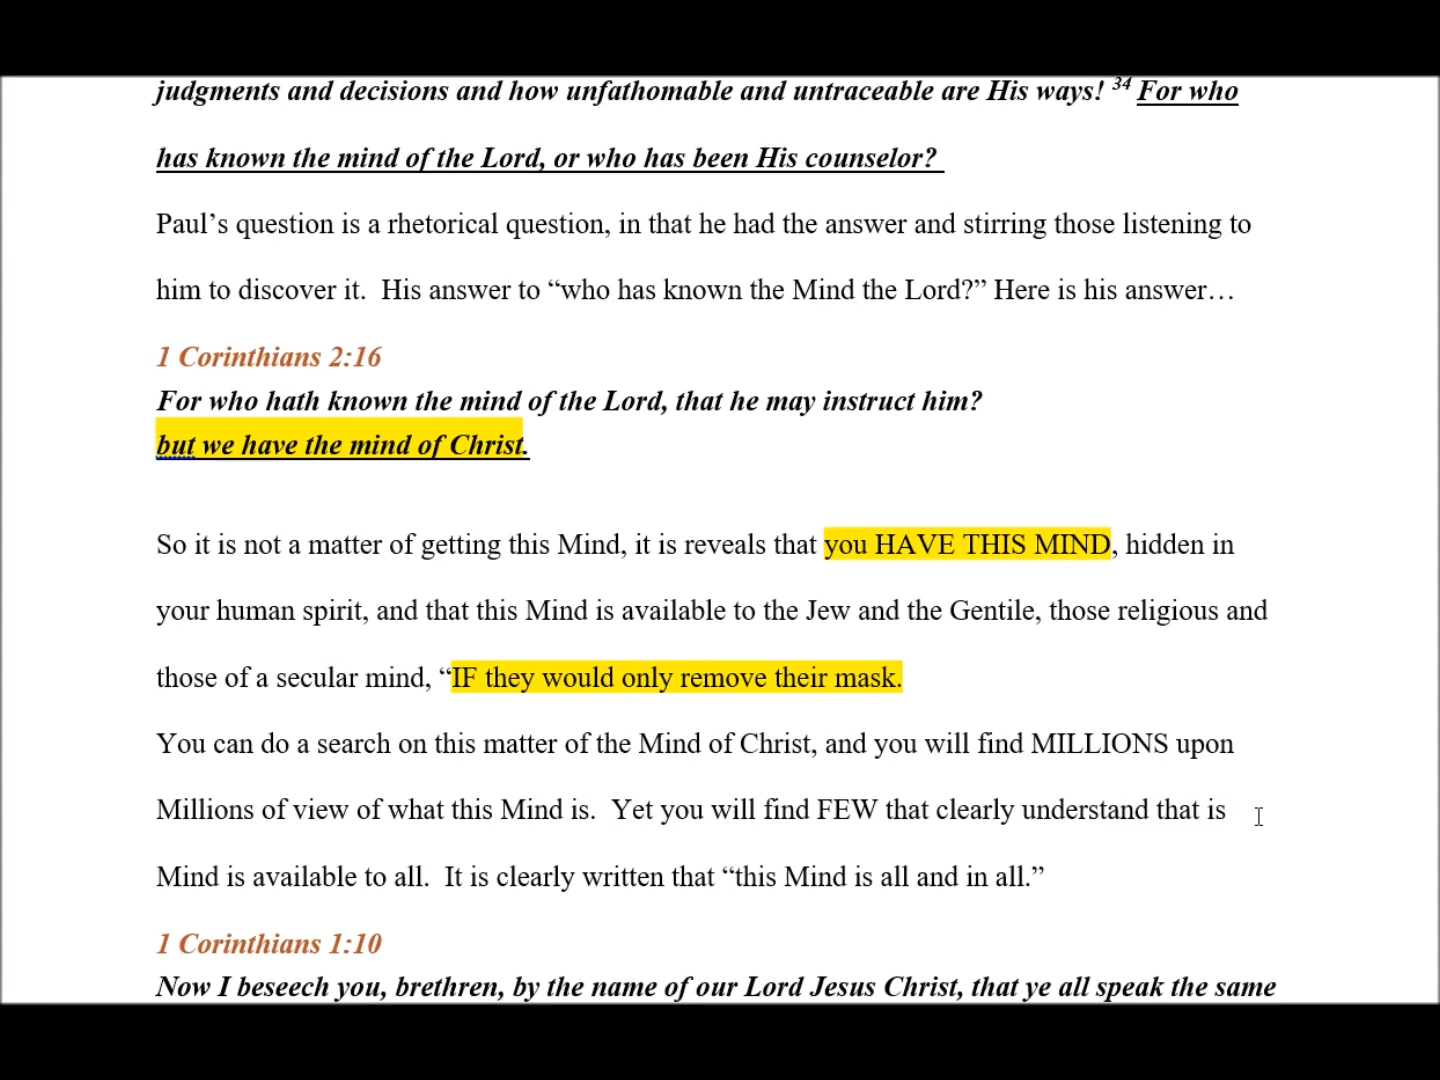 judgments and decisions and how unfathomable and untraceable are His ways! 34 For who
has known the mind of the Lord, or who has been His counselor?
Paul’s question is a rhetorical question, in that he had the answer and stirring those listening to
him to discover it.  His answer to “who has known the Mind the Lord?” Here is his answer…
1 Corinthians 2:16
For who hath known the mind of the Lord, that he may instruct him?
but we have the mind of Christ.
So it is not a matter of getting this Mind, it is reveals that you HAVE THIS MIND, hidden in
your human spirit, and that this Mind is available to the Jew and the Gentile, those religious and
those of a secular mind, “IF they would only remove their mask.
You can do a search on this matter of the Mind of Christ, and you will find MILLIONS upon
Millions of view of what this Mind is.  Yet you will find FEW that clearly understand that is
Mind is available to all.  It is clearly written that “this Mind is all and in all.”
1 Corinthians 1:10
Now I beseech you, brethren, by the name of our Lord Jesus Christ, that ye all speak the same